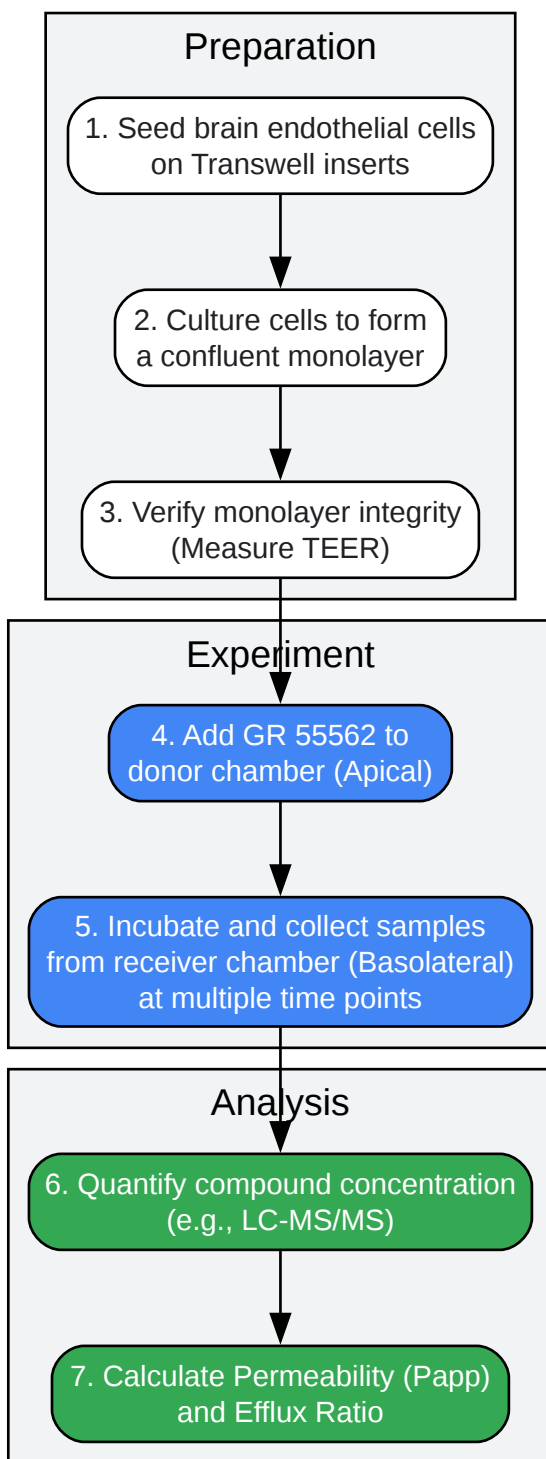 Preparation
1. Seed brain endothelial cells
on Transwell inserts
2. Culture cells to form
a confluent monolayer
3. Verify monolayer integrity
(Measure TEER)
Experiment
4. Add GR 55562 to
donor chamber (Apical)
5. Incubate and collect samples
from receiver chamber (Basolateral)
at multiple time points
Analysis
6. Quantify compound concentration
(e.g., LC-MS/MS)
7. Calculate Permeability (Papp)
and Efflux Ratio